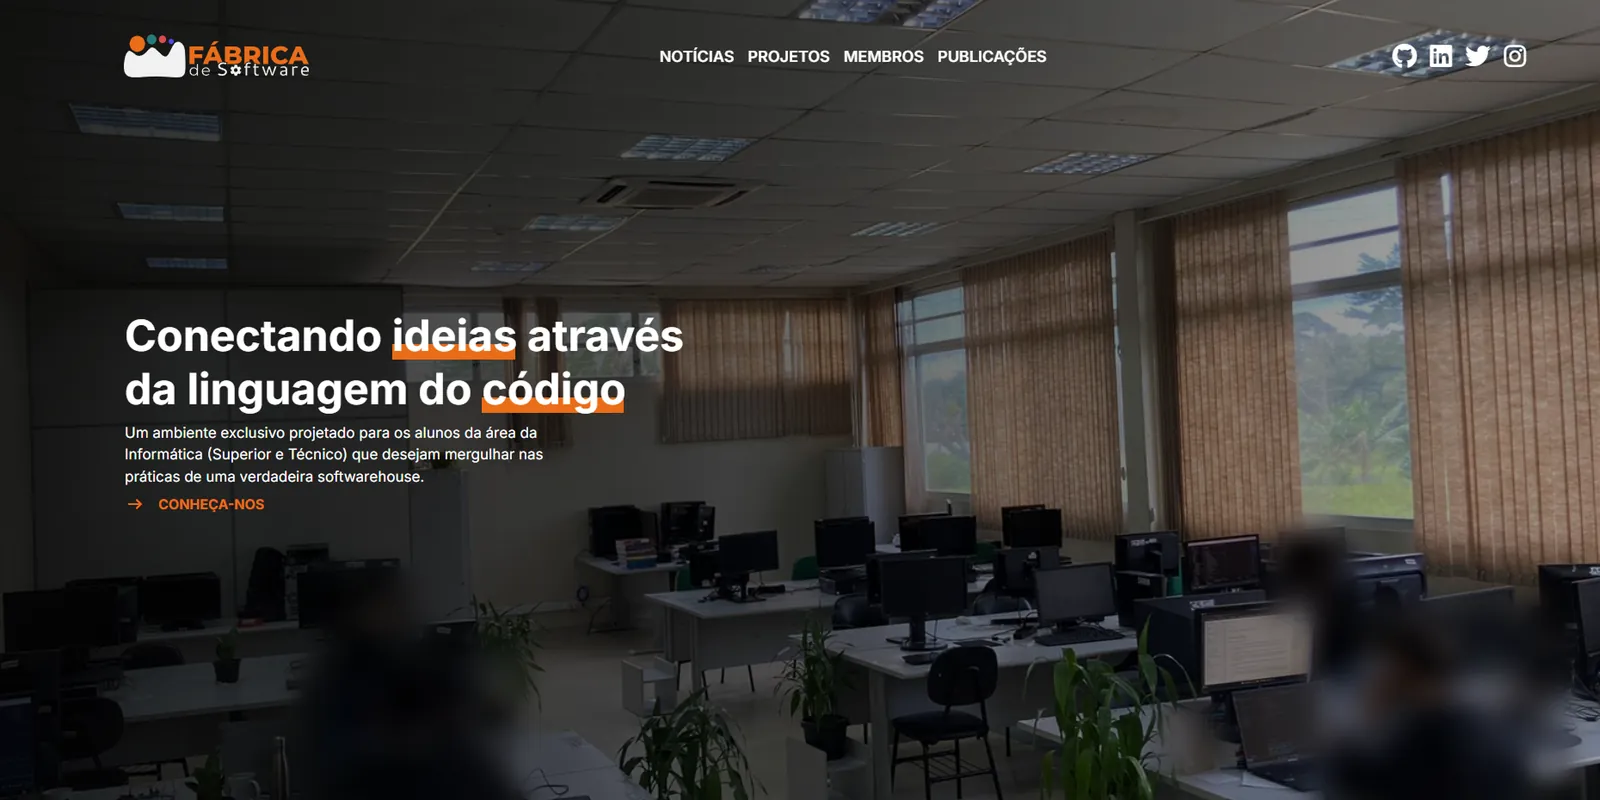 FÁBRICA
de Software
NOTÍCIAS PROJETOS MEMBROS PUBLICAÇÕES
Conectando ideias através
da linguagem do código
Um ambiente exclusivo projetado para os alunos da área da
Informática (Superior e Técnico) que desejam mergulhar nas
práticas de uma verdadeira softwarehouse.
→ CONHEÇA-NOS